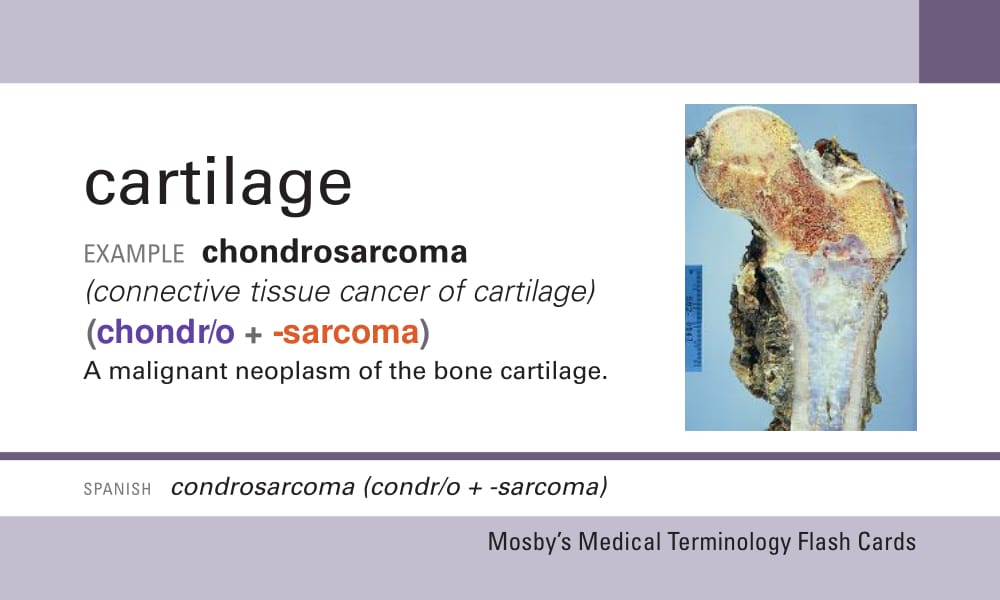 cartilage
EXAMPLE chondrosarcoma
(connective tissue cancer of cartilage)
(chondr/o + -sarcoma)
A malignant neoplasm of the bone cartilage.
SPANISH condrosarcoma (condr/o + -sarcoma)
Mosby's Medical Terminology Flash Cards